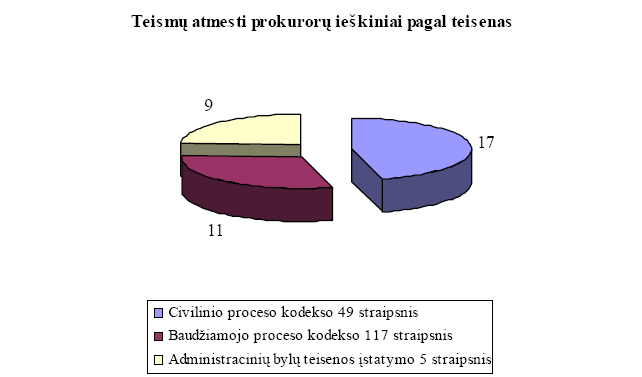 Teismų atmesti prokurorų ieškiniai pagal teisenas
9
17
11
Civilinio proceso kodekso 49 straipsnis
Baudžiamojo proceso kodekso 117 straipsnis
Administracinių bylų teisenos įstatymo 5 straipsnis